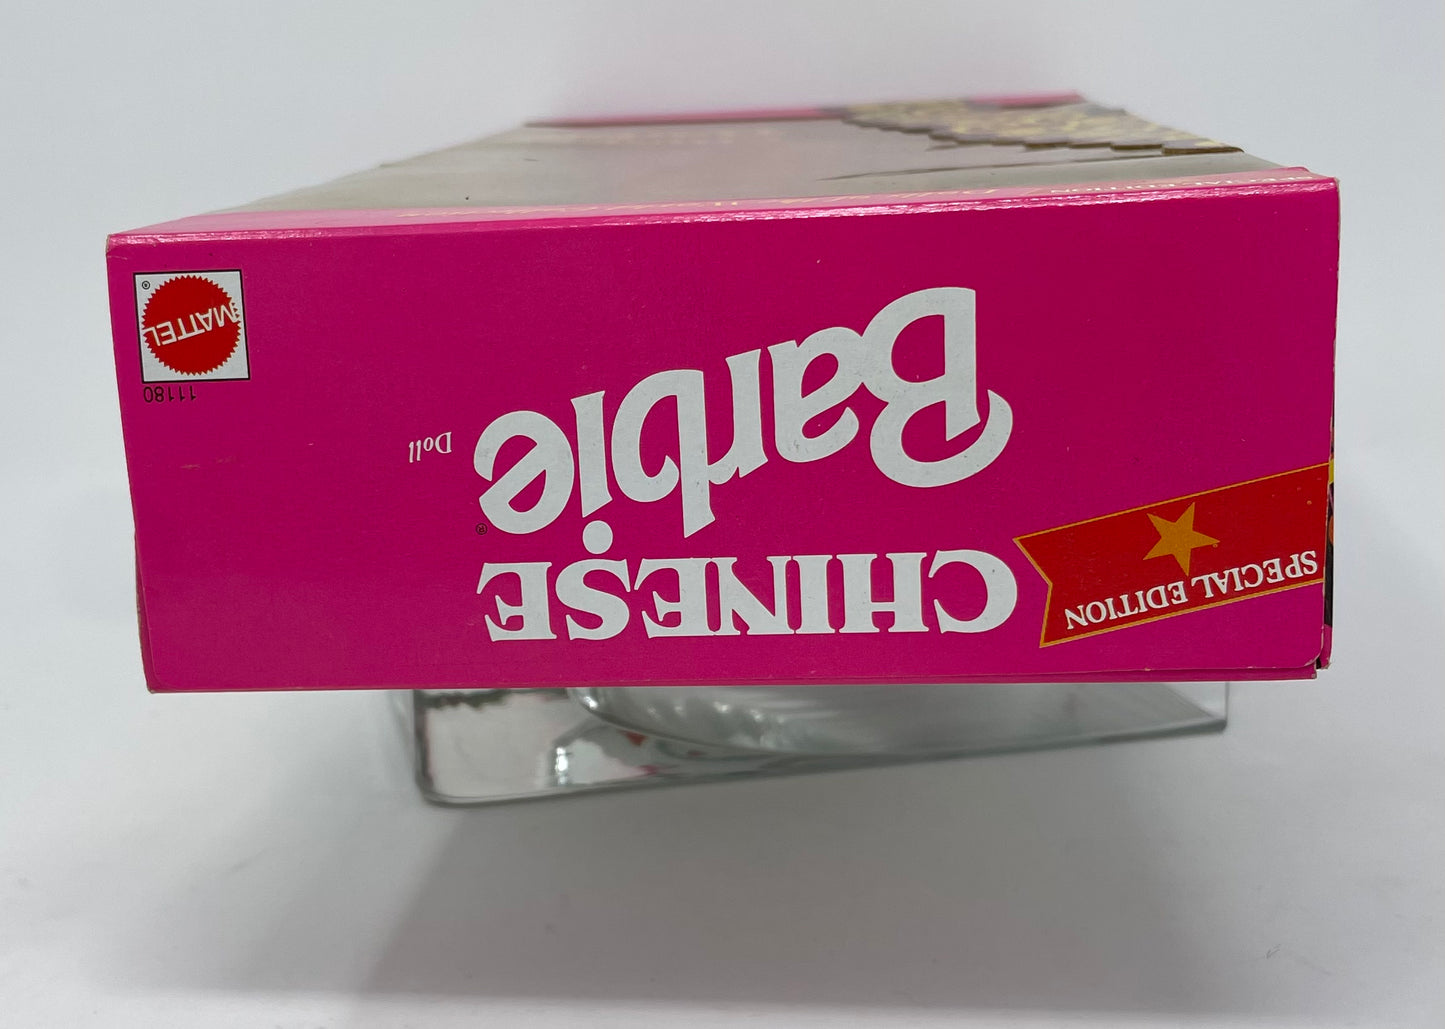 SPECIAL EDITION
CHINESE
Barbie®
Doll
11180
MATTEL
®